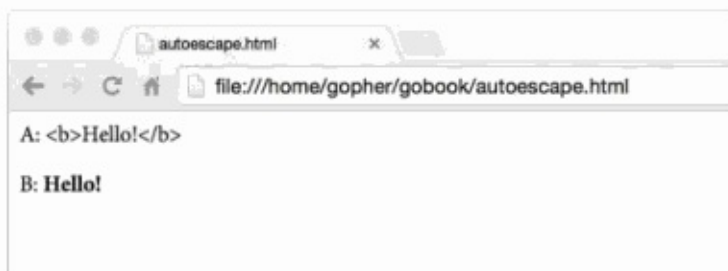 autoescape.html
file:///home/gopher/gobook/autoescape.html
A: <b>Hello!</b>
B: Hello!